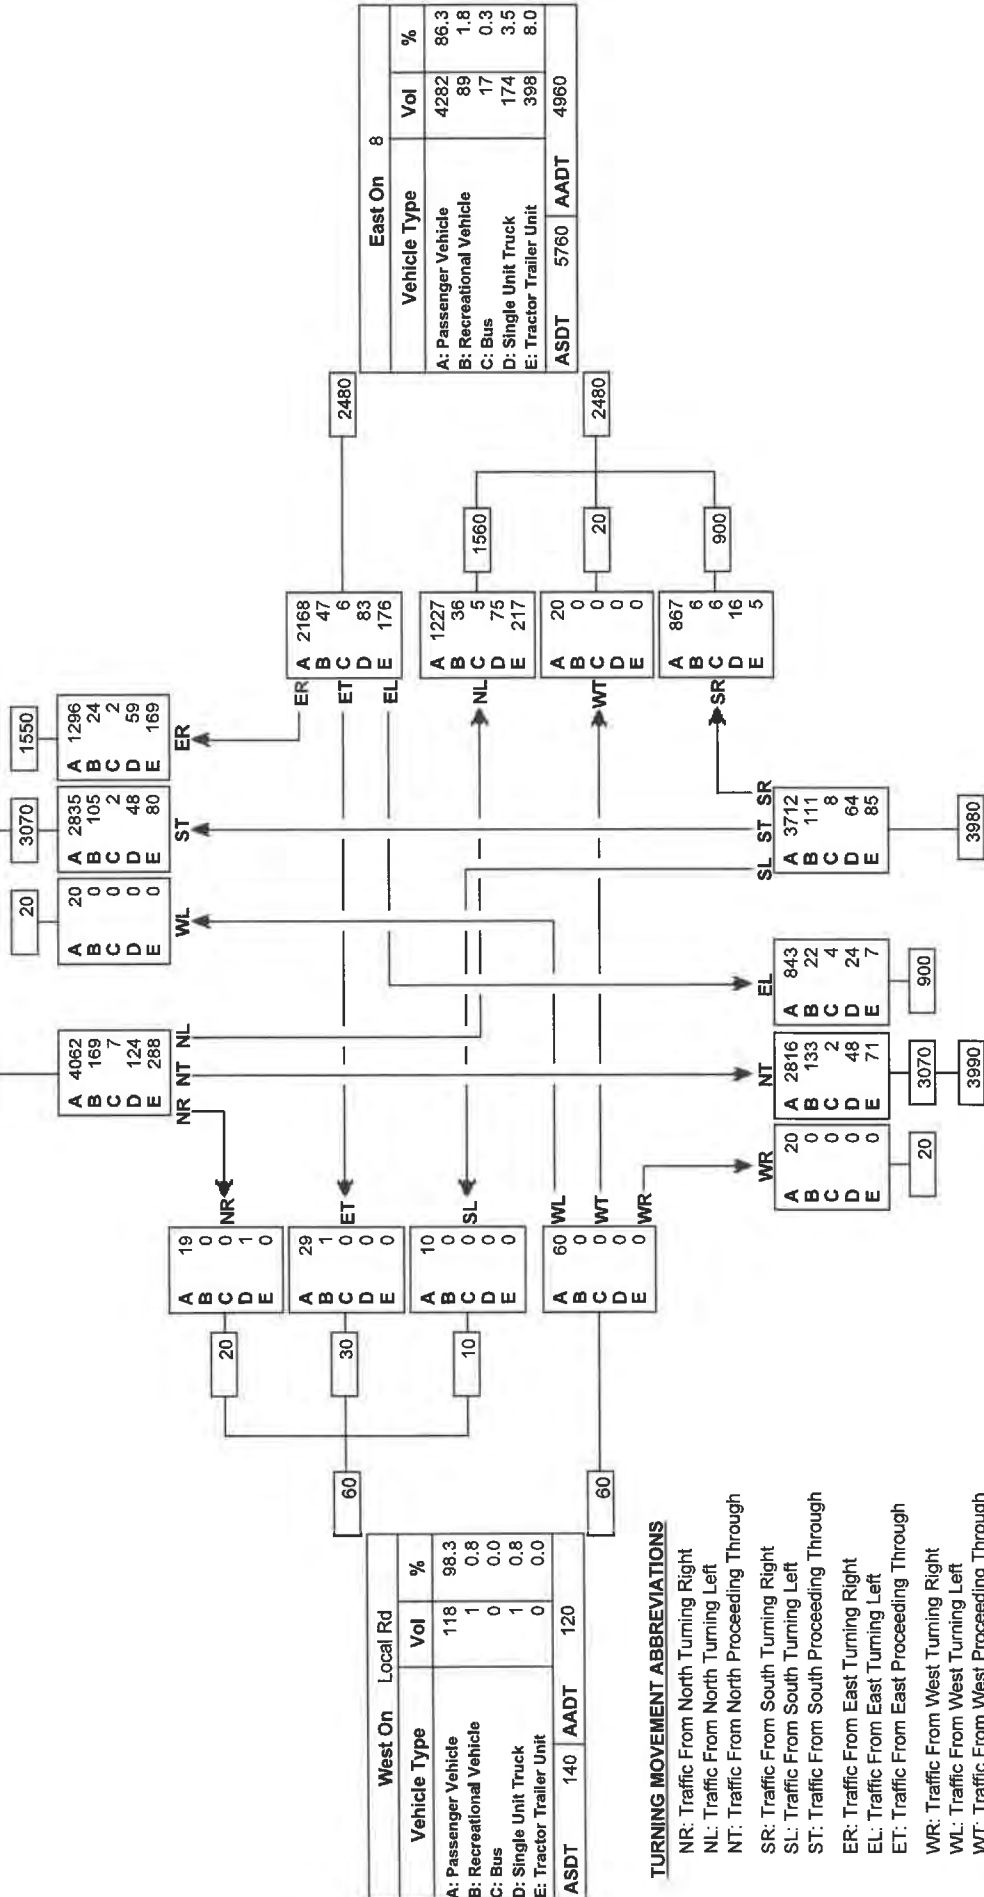 1550
3070
20
A 1296
B 24
C 2
D 59
E 169
ER
A 2835
B 105
C 2
D 48
E 80
ST
A 20
B 0
C 0
D 0
E 0
WL
A 4062
B 169
C 7
D 124
E 288
NR NT NL
East On 8
Vehicle Type Vol %
A: Passenger Vehicle 4282 86.3
B: Recreational Vehicle 89 1.8
C: Bus 17 0.3
D: Single Unit Truck 174 3.5
E: Tractor Trailer Unit 398 8.0
ASDT 5760 AADT 4960
2480
2480
ER
ET
EL
A 2168
B 47
C 6
D 83
E 176
NL
A 1227
B 36
C 5
D 75
E 217
1560
WT
A 20
B 0
C 0
D 0
E 0
20
SR
A 867
B 6
C 6
D 16
E 5
900
NR
A 19
B 0
C 0
D 1
E 0
20
ET
A 29
B 1
C 0
D 0
E 0
30
SL
A 10
B 0
C 0
D 0
E 0
10
WL
WT
WR
A 60
B 0
C 0
D 0
E 0
60
60
West On Local Rd
Vehicle Type Vol %
A: Passenger Vehicle 118 98.3
B: Recreational Vehicle 1 0.8
C: Bus 0 0.0
D: Single Unit Truck 1 0.8
E: Tractor Trailer Unit 0 0.0
ASDT 140 AADT 120
WR
A 20
B 0
C 0
D 0
E 0
20
NT
A 2816
B 133
C 2
D 48
E 71
3070
3990
EL
A 843
B 22
C 4
D 24
E 7
900
SL ST SR
A 3712
B 111
C 8
D 64
E 85
3980
TURNING MOVEMENT ABBREVIATIONS
NR: Traffic From North Turning Right
NL: Traffic From North Turning Left
NT: Traffic From North Proceeding Through
SR: Traffic From South Turning Right
SL: Traffic From South Turning Left
ST: Traffic From South Proceeding Through
ER: Traffic From East Turning Right
EL: Traffic From East Turning Left
ET: Traffic From East Proceeding Through
WR: Traffic From West Turning Right
WL: Traffic From West Turning Left
WT: Traffic From West Proceeding Through